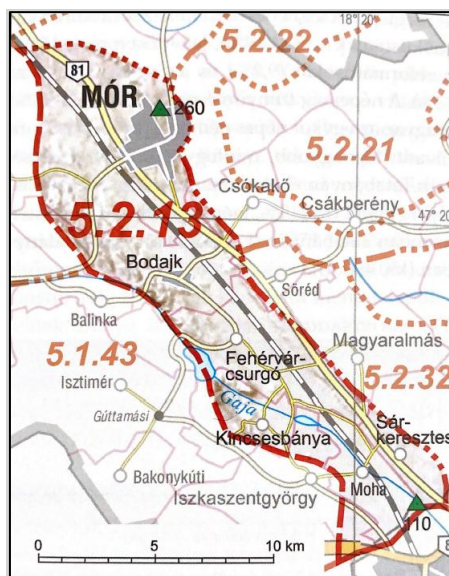 18° 20'
5.2.22
81
MÓR
260
5.2.21
Csókakő
Csákberény
47° 20'
5.2.13
Bodajk
Söréd
Balinka
Magyaralmás
5.1.43
Fehérvár-
csurgó
Isztimér
5.2.32
Gaja
Gúttamási
Kincsesbánya
Sár-
keresztes
Bakonykúti
Moha
Iszkaszentgyörgy
110
8
0 5 10 km